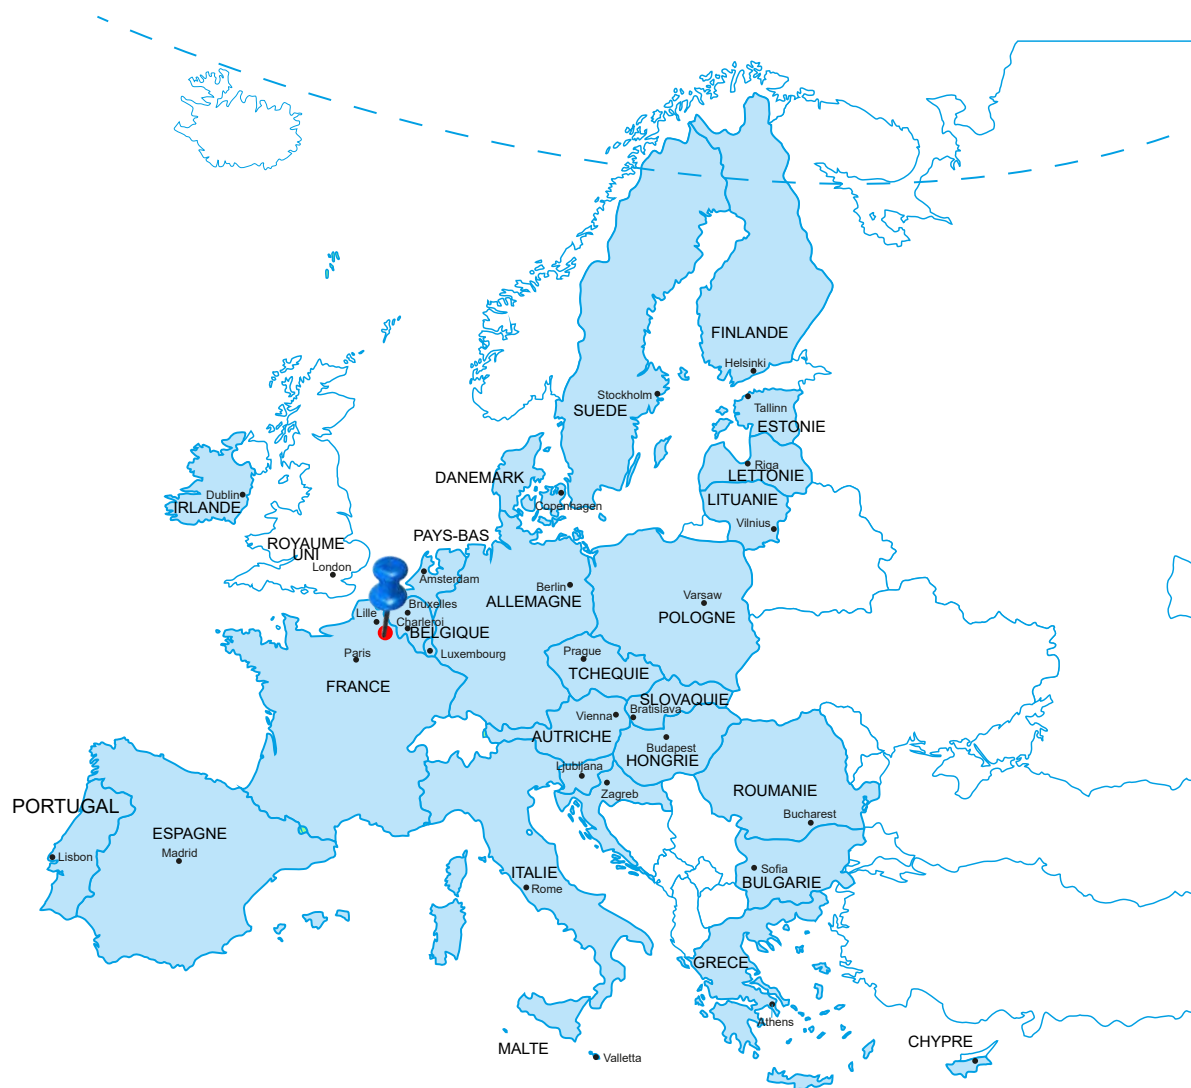 FINLANDE
Helsinki
Stockholm
SUEDE
Tallinn
ESTONIE
Riga
LETTONIE
DANEMARK
LITUANIE
Copenhagen
Vilnius
Dublin
IRLANDE
ROYAUME
UNI
London
PAYS-BAS
Amsterdam
Berlin
ALLEMAGNE
Varsaw
POLOGNE
Lille
Bruxelles
Charleroi
BELGIQUE
Luxembourg
Paris
FRANCE
Prague
TCHEQUIE
SLOVAQUIE
Bratislava
Vienna
AUTRICHE
Budapest
HONGRIE
Ljubljana
Zagreb
ROUMANIE
Bucharest
PORTUGAL
Lisbon
ESPAGNE
Madrid
ITALIE
Rome
Sofia
BULGARIE
GRECE
Athens
MALTE
Valletta
CHYPRE